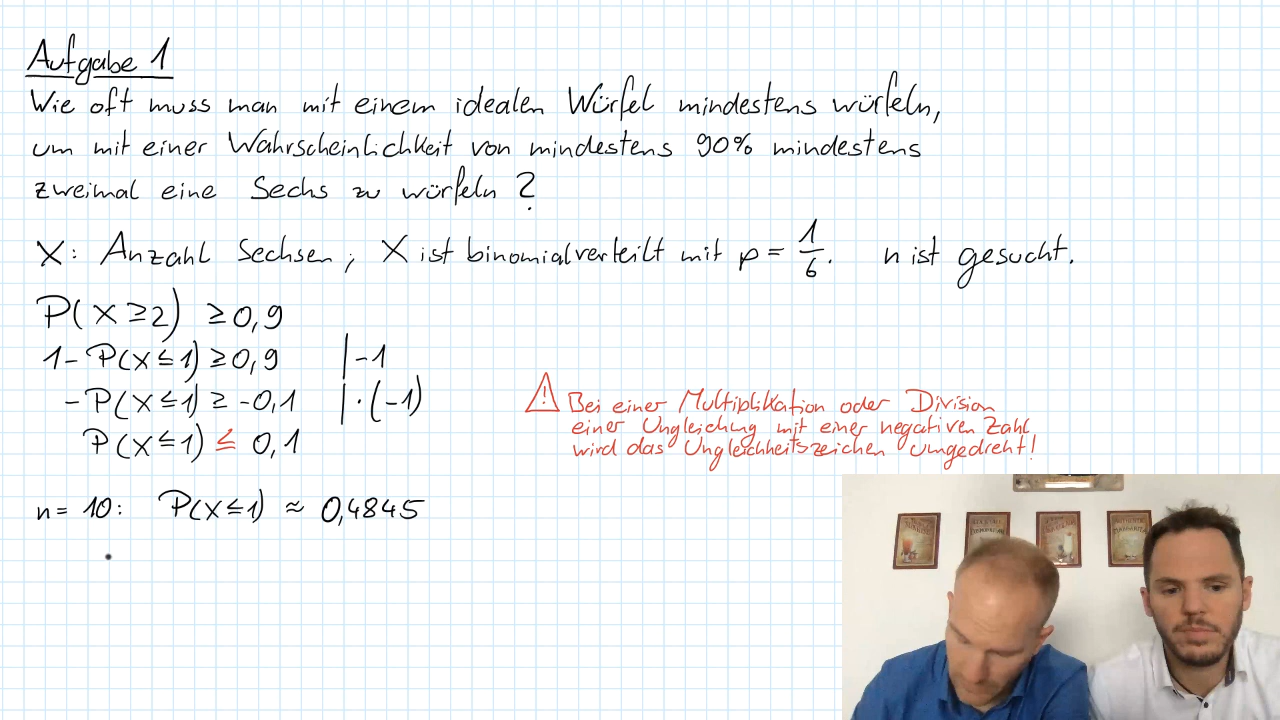 Aufgabe 1
Wie oft muss man mit einem idealen Würfel mindestens würfeln,
um mit einer Wahrscheinlichkeit von mindestens 90% mindestens
zweimal eine Sechs zu würfeln?
X: Anzahl Sechsen; X ist binomialverteilt mit p = 1/6. n ist gesucht.
P(X≥2) ≥0,9
1-P(X≤1)≥0,9 |-1
-P(X≤1)≥-0,1 |·(-1)
P(X≤1)≤ 0,1
⚠ Bei einer Multiplikation oder Division
einer Ungleichung mit einer negativen Zahl
wird das Ungleichheitszeichen umgedreht!
n= 10: P(X≤1) ≈ 0,4845